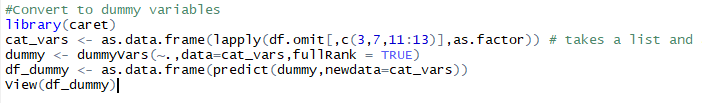 #Convert to dummy variables
library(caret)
cat_vars <- as.data.frame(lapply(df.omit[,c(3,7,11:13)],as.factor)) # takes a list and
dummy <- dummyVars(~.,data=cat_vars,fullRank = TRUE)
df_dummy <- as.data.frame(predict(dummy,newdata=cat_vars))
View(df_dummy)